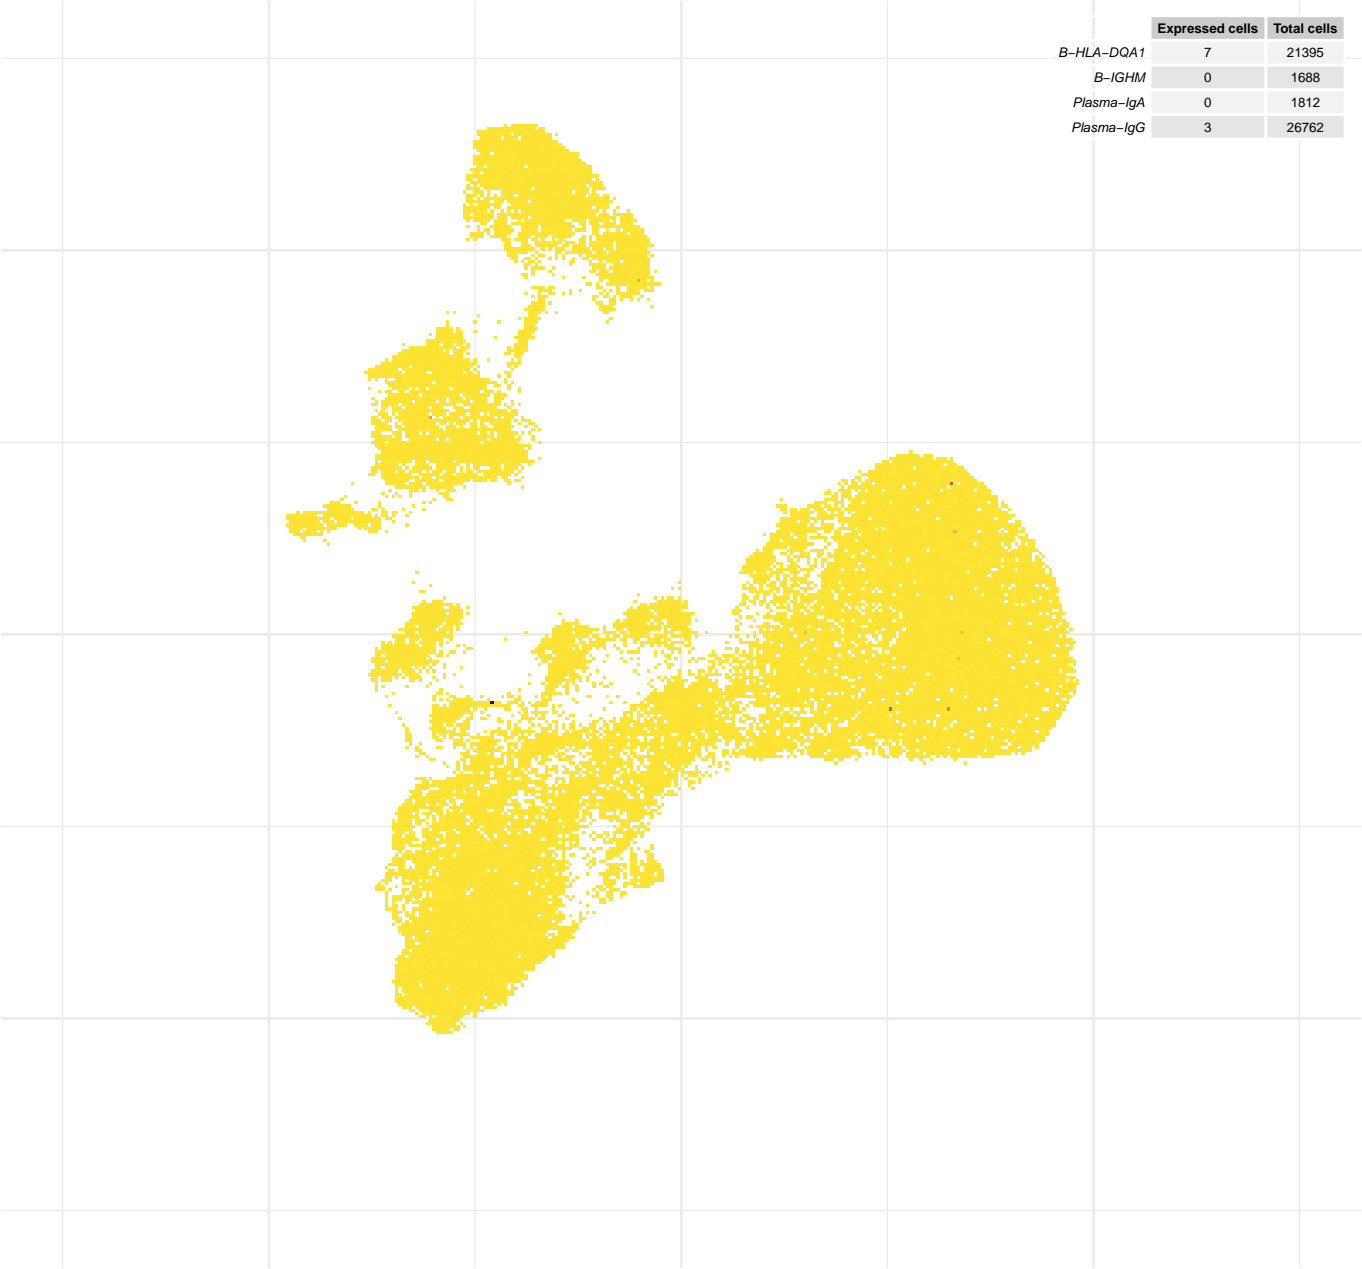 Expressed cells Total cells
B−HLA−DQA1 7 21395
B−IGHM 0 1688
Plasma−IgA 0 1812
Plasma−IgG 3 26762